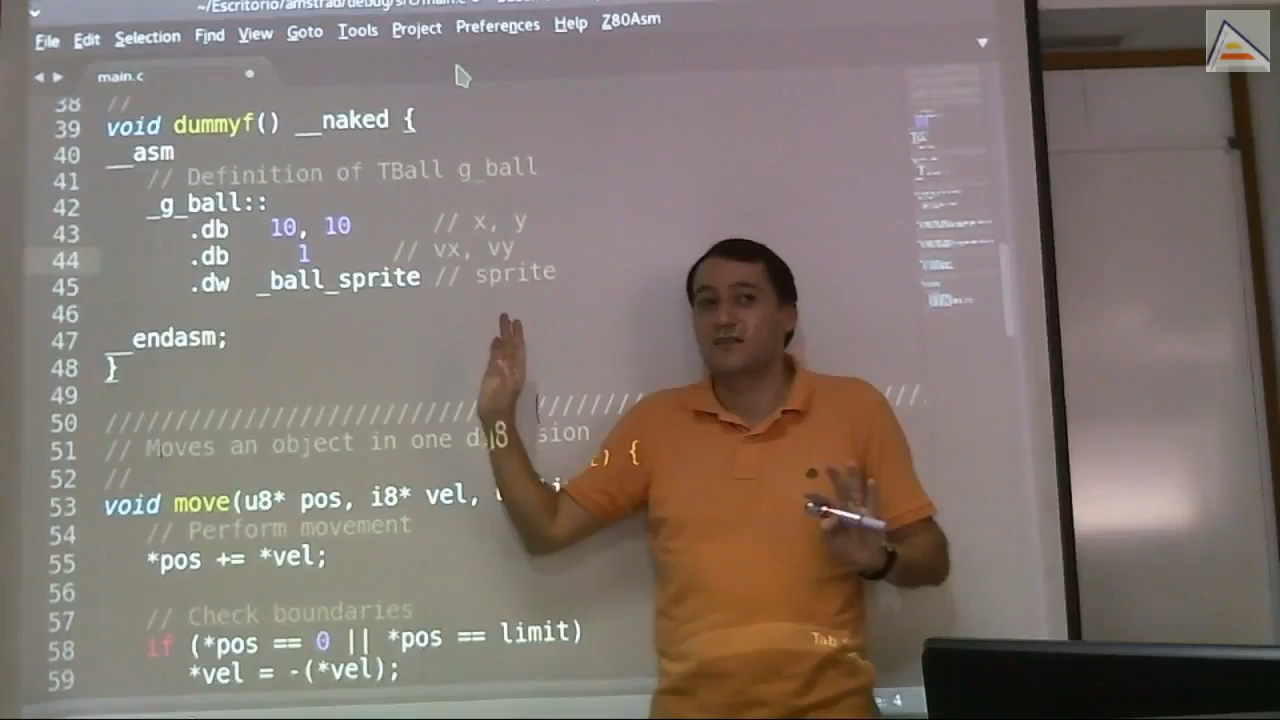 ~/Escritorio/amstrad/debug/src/main.c
File Edit Selection Find View Goto Tools Project Preferences Help Z80Asm
main.c
38 //
39 void dummyf() __naked {
40 __asm
41 // Definition of TBall g_ball
42 _g_ball::
43 .db 10, 10 // x, y
44 .db 1 // vx, vy
45 .dw _ball_sprite // sprite
46
47 __endasm;
48 }
49
50 ////////////////////////////
51 // Moves an object in one sion
52 //
53 void move(u8* pos, i8* vel, ) {
54 // Perform movement
55 *pos += *vel;
56
57 // Check boundaries
58 if (*pos == 0 || *pos == limit)
59 *vel = -(*vel);
Tab : 4